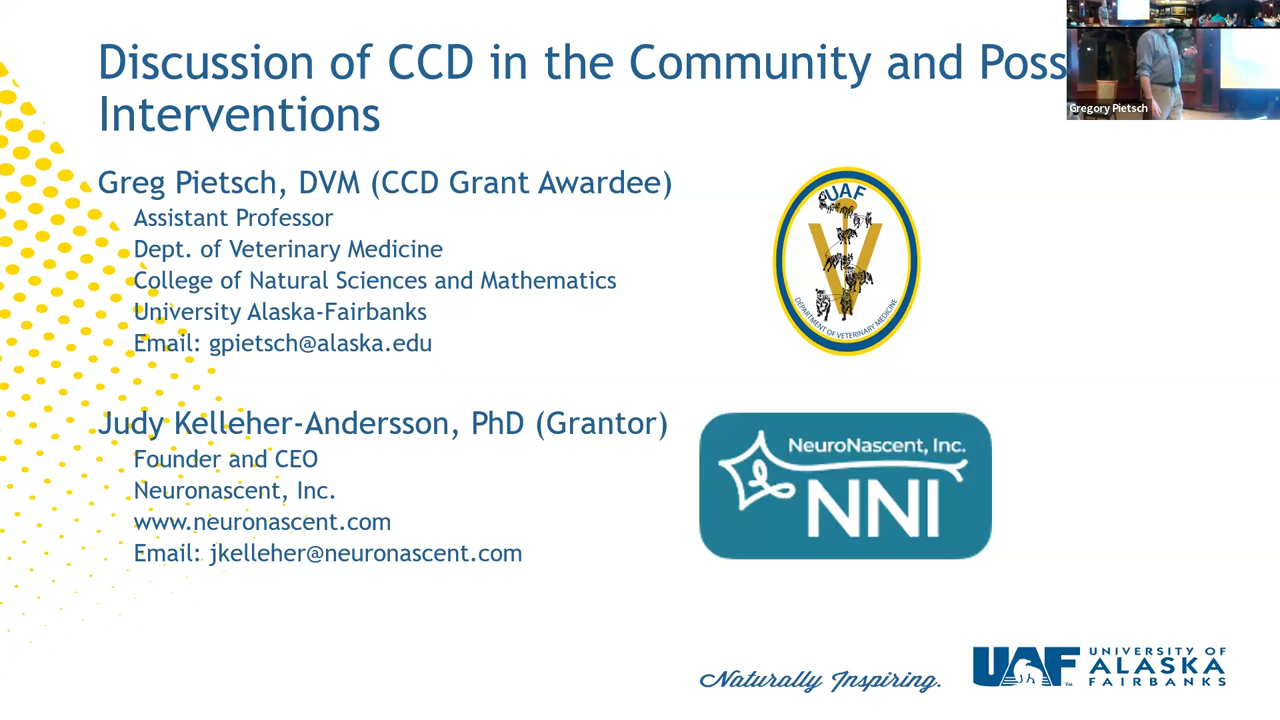 Discussion of CCD in the Community and Poss
Interventions
Gregory Pietsch
Greg Pietsch, DVM (CCD Grant Awardee)
Assistant Professor
Dept. of Veterinary Medicine
College of Natural Sciences and Mathematics
University Alaska-Fairbanks
Email: gpietsch@alaska.edu
UAF
DEPARTMENT OF VETERINARY MEDICINE
Judy Kelleher-Andersson, PhD (Grantor)
Founder and CEO
Neuronascent, Inc.
www.neuronascent.com
Email: jkelleher@neuronascent.com
NeuroNascent, Inc.
NNI
Naturally Inspiring.
UAF
TM
UNIVERSITY OF
ALASKA
FAIRBANKS